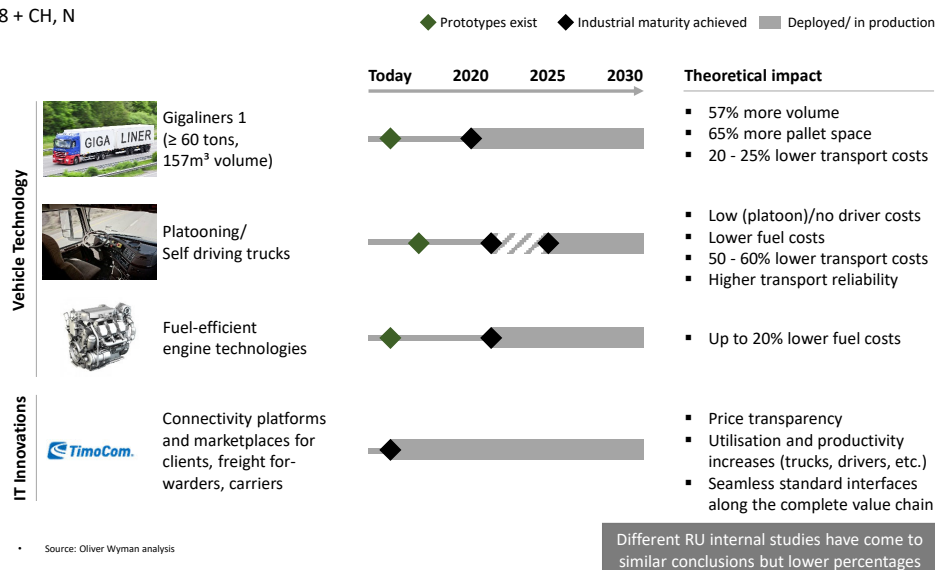 8 + CH, N
Prototypes exist
Industrial maturity achieved
Deployed/ in production
Today
2020
2025
2030
Theoretical impact
Vehicle Technology
GIGA LINER
Gigaliners 1
(≥ 60 tons,
157m³ volume)
▪ 57% more volume
▪ 65% more pallet space
▪ 20 - 25% lower transport costs
Platooning/
Self driving trucks
▪ Low (platoon)/no driver costs
▪ Lower fuel costs
▪ 50 - 60% lower transport costs
▪ Higher transport reliability
Fuel-efficient
engine technologies
▪ Up to 20% lower fuel costs
IT Innovations
TimoCom.
Connectivity platforms
and marketplaces for
clients, freight for-
warders, carriers
▪ Price transparency
▪ Utilisation and productivity
increases (trucks, drivers, etc.)
▪ Seamless standard interfaces
along the complete value chain
• Source: Oliver Wyman analysis
Different RU internal studies have come to
similar conclusions but lower percentages